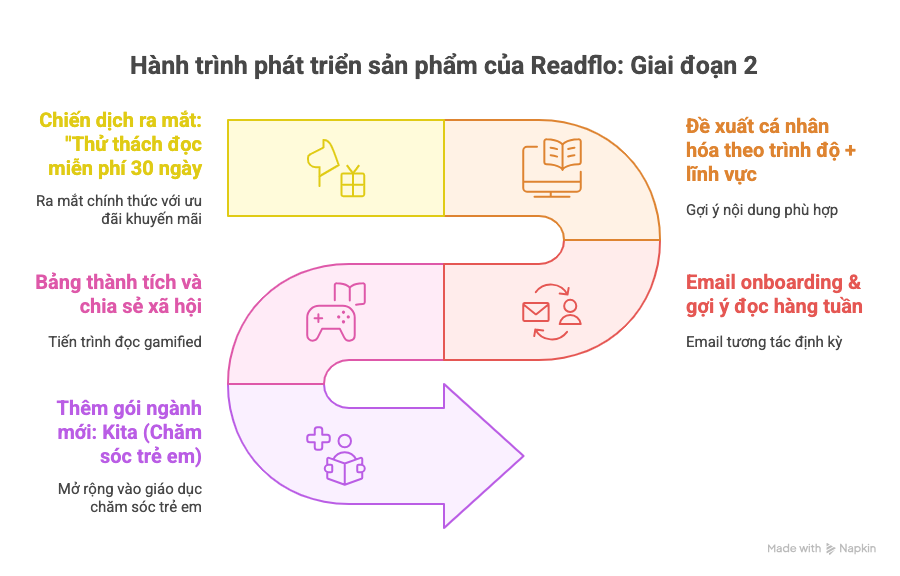 Hành trình phát triển sản phẩm của Readflo: Giai đoạn 2
Chiến dịch ra mắt:
"Thử thách đọc
miễn phí 30 ngày
Ra mắt chính thức với ưu
đãi khuyến mãi
Đề xuất cá nhân
hóa theo trình độ +
lĩnh vực
Gợi ý nội dung phù hợp
Bảng thành tích và
chia sẻ xã hội
Tiến trình đọc gamified
Email onboarding &
gợi ý đọc hàng tuần
Email tương tác định kỳ
Thêm gói ngành
mới: Kita (Chăm
sóc trẻ em)
Mở rộng vào giáo dục
chăm sóc trẻ em
Made with Napkin